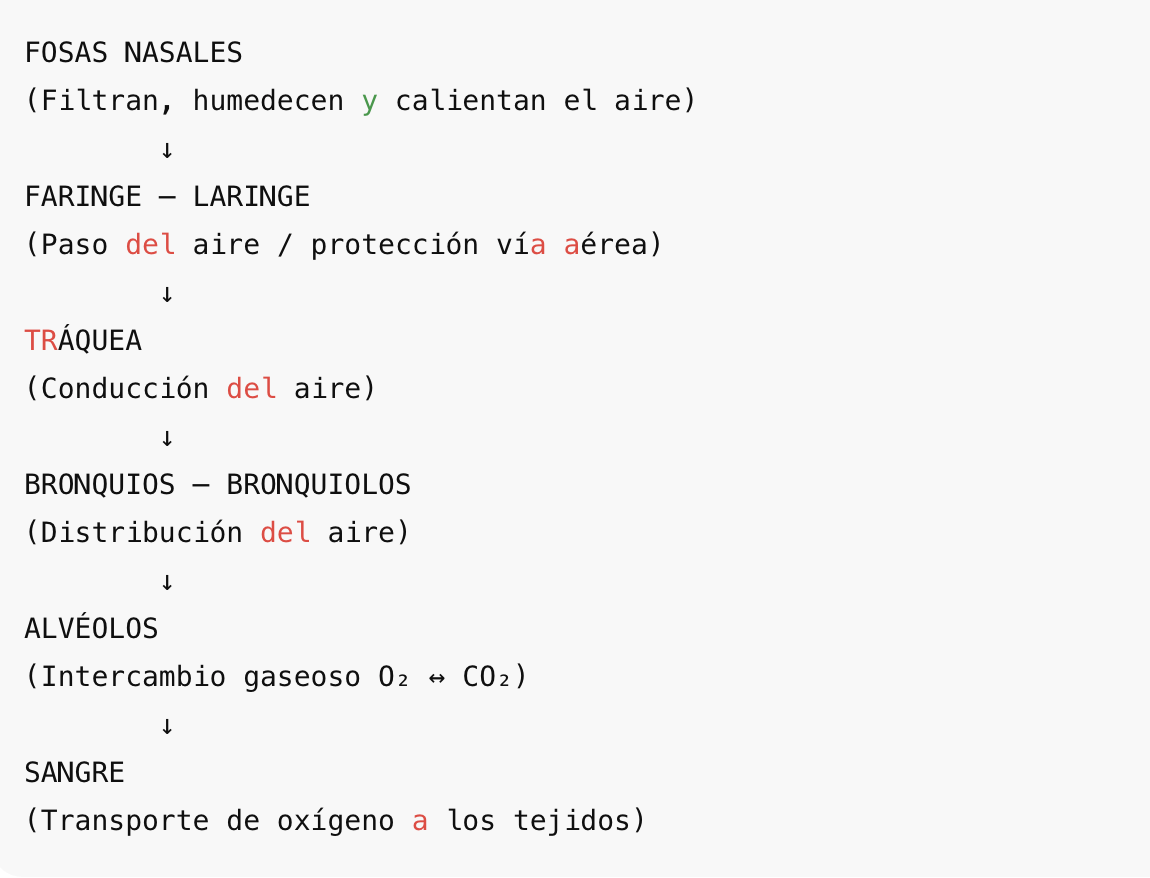 FOSAS NASALES
(Filtran, humedecen y calientan el aire)
↓
FARINGE – LARINGE
(Paso del aire / protección vía aérea)
↓
TRÁQUEA
(Conducción del aire)
↓
BRONQUIOS – BRONQUIOLOS
(Distribución del aire)
↓
ALVÉOLOS
(Intercambio gaseoso O₂ ↔ CO₂)
↓
SANGRE
(Transporte de oxígeno a los tejidos)